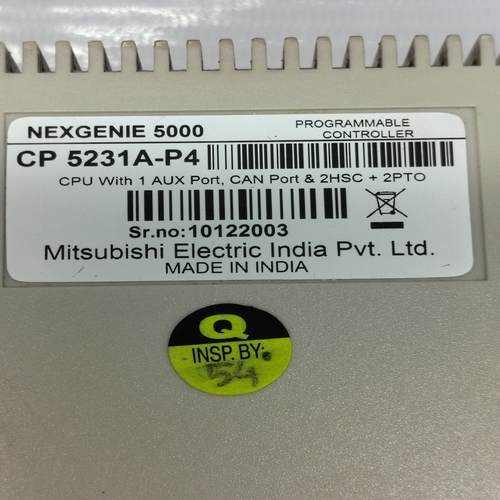 NEXGENIE 5000
PROGRAMMABLE
CONTROLLER
CP 5231A-P4
CPU With 1 AUX Port, CAN Port & 2HSC + 2PTO
Sr.no:10122003
Mitsubishi Electric India Pvt. Ltd.
MADE IN INDIA
Q
INSP. BY:
54